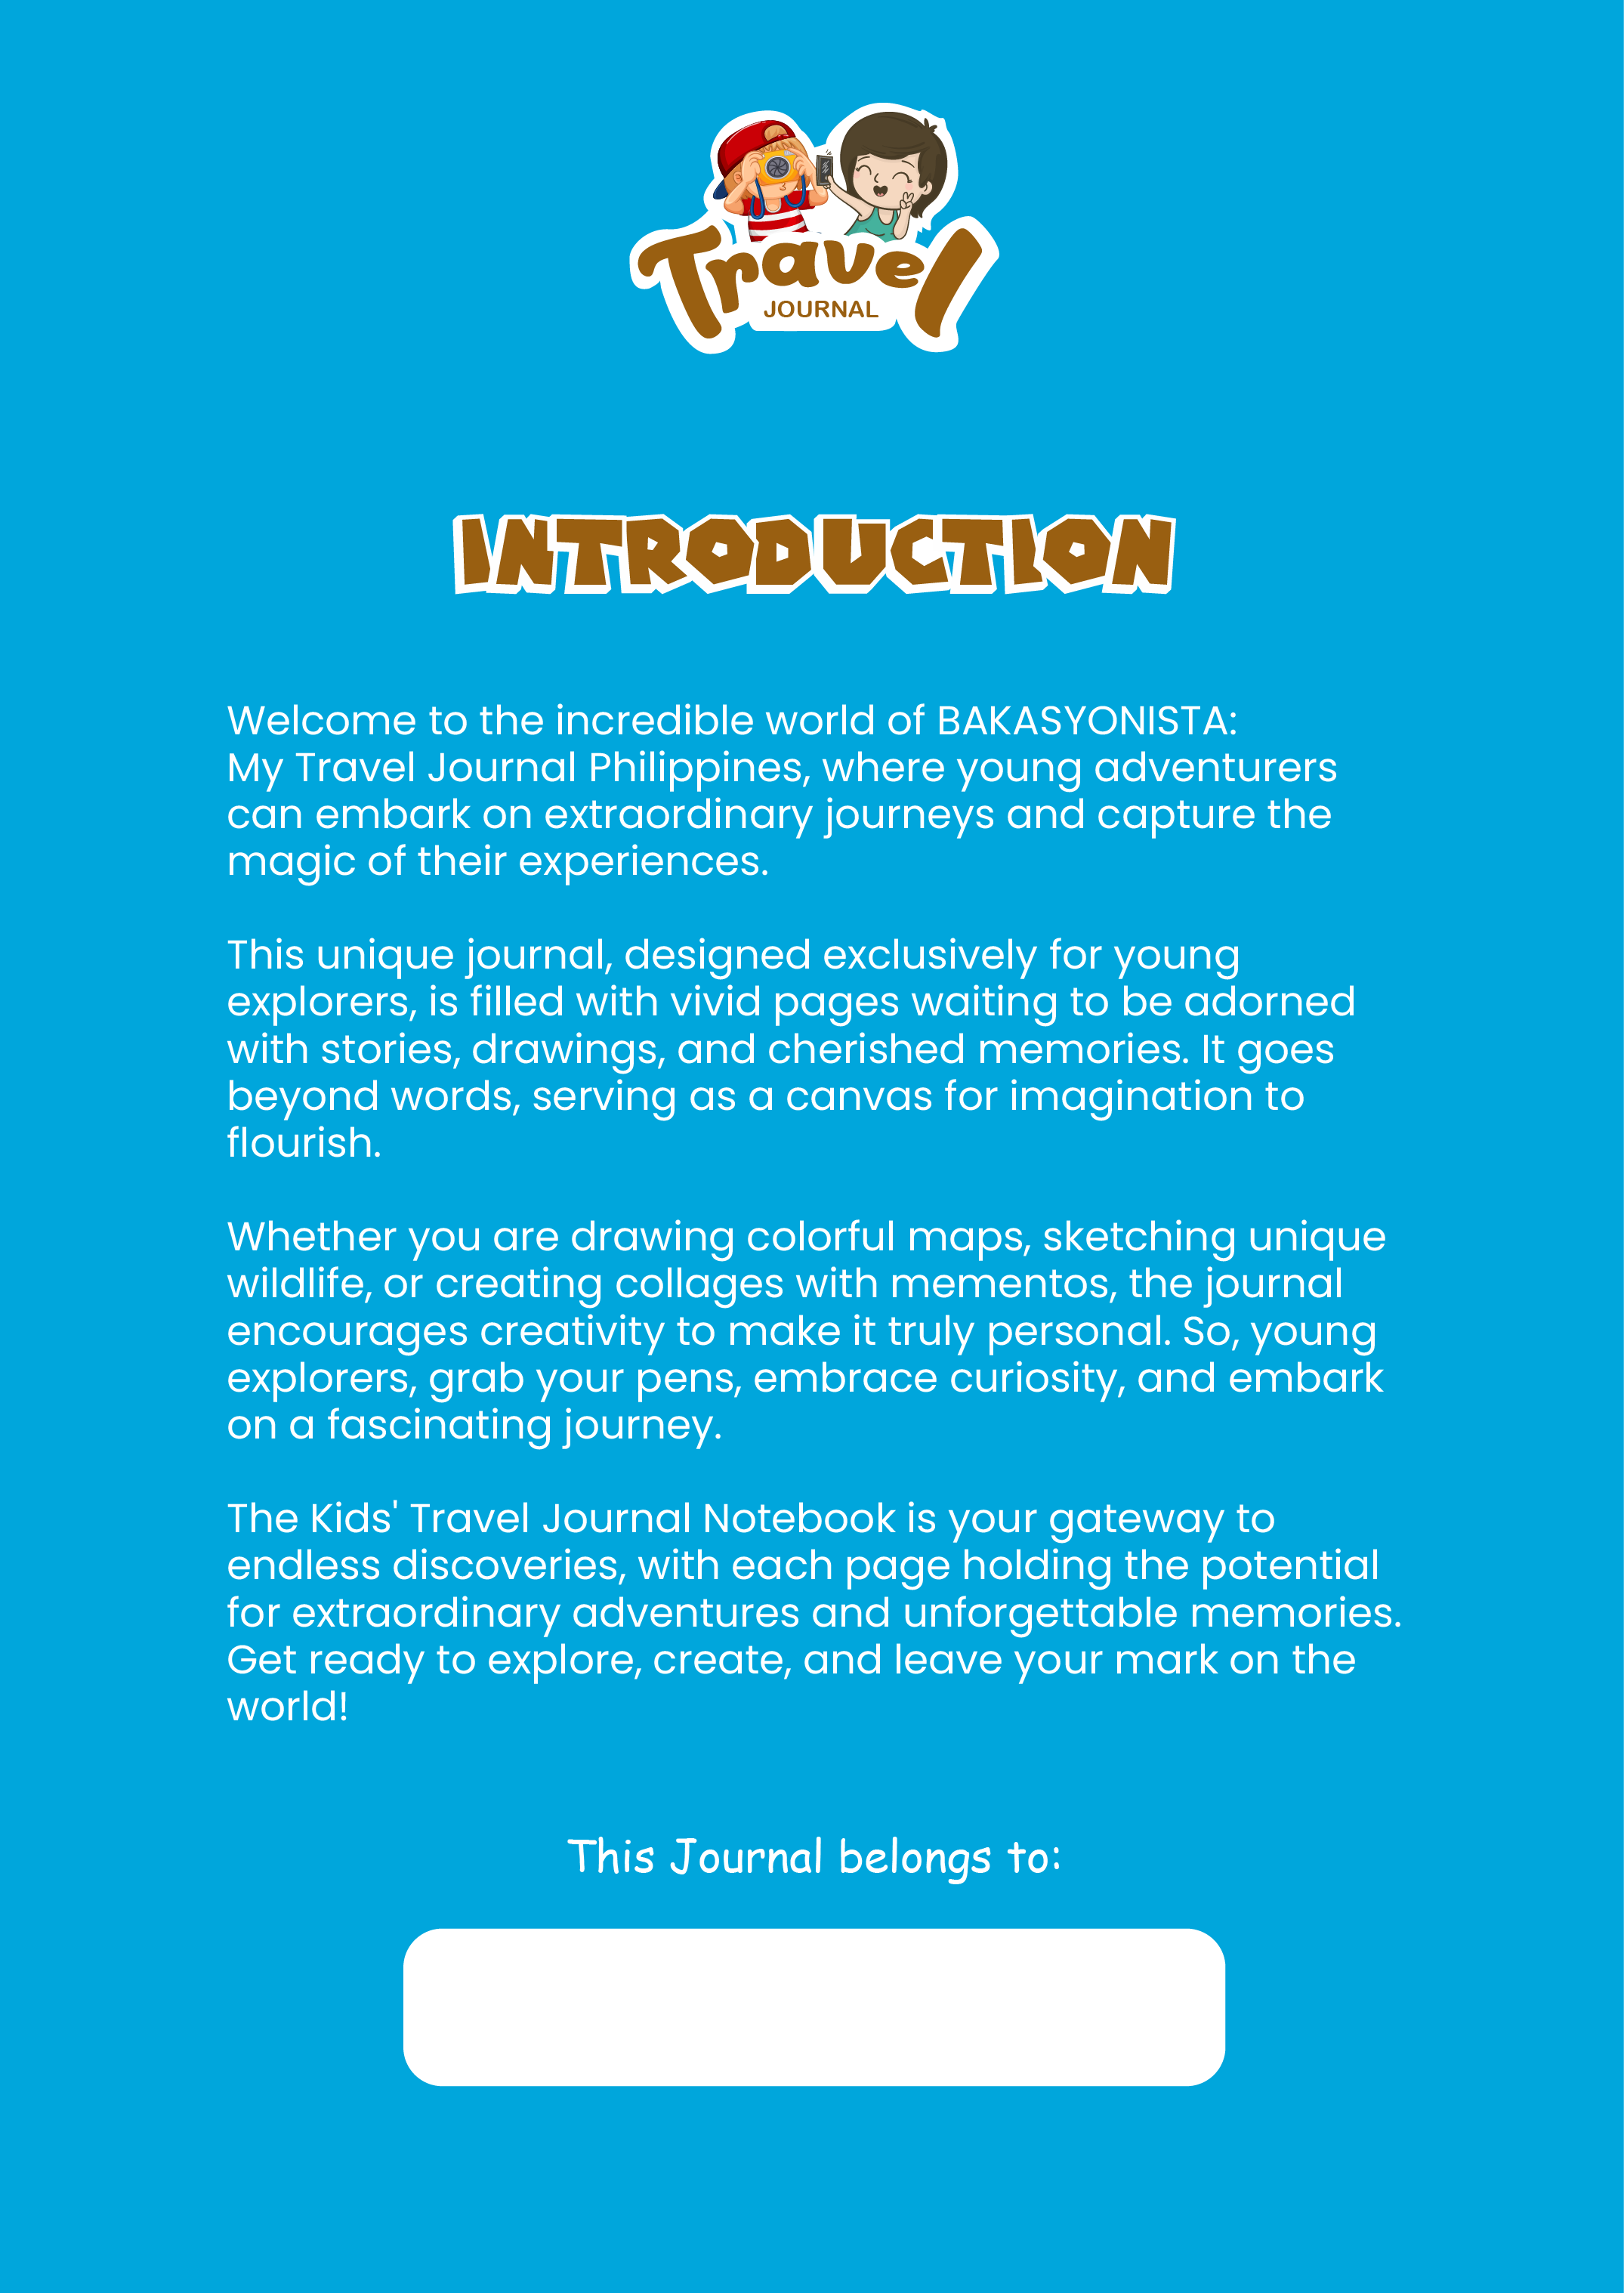 Travel
JOURNAL
INTRODUCTION
Welcome to the incredible world of BAKASYONISTA:
My Travel Journal Philippines, where young adventurers
can embark on extraordinary journeys and capture the
magic of their experiences.
This unique journal, designed exclusively for young
explorers, is filled with vivid pages waiting to be adorned
with stories, drawings, and cherished memories. It goes
beyond words, serving as a canvas for imagination to
flourish.
Whether you are drawing colorful maps, sketching unique
wildlife, or creating collages with mementos, the journal
encourages creativity to make it truly personal. So, young
explorers, grab your pens, embrace curiosity, and embark
on a fascinating journey.
The Kids' Travel Journal Notebook is your gateway to
endless discoveries, with each page holding the potential
for extraordinary adventures and unforgettable memories.
Get ready to explore, create, and leave your mark on the
world!
This Journal belongs to: